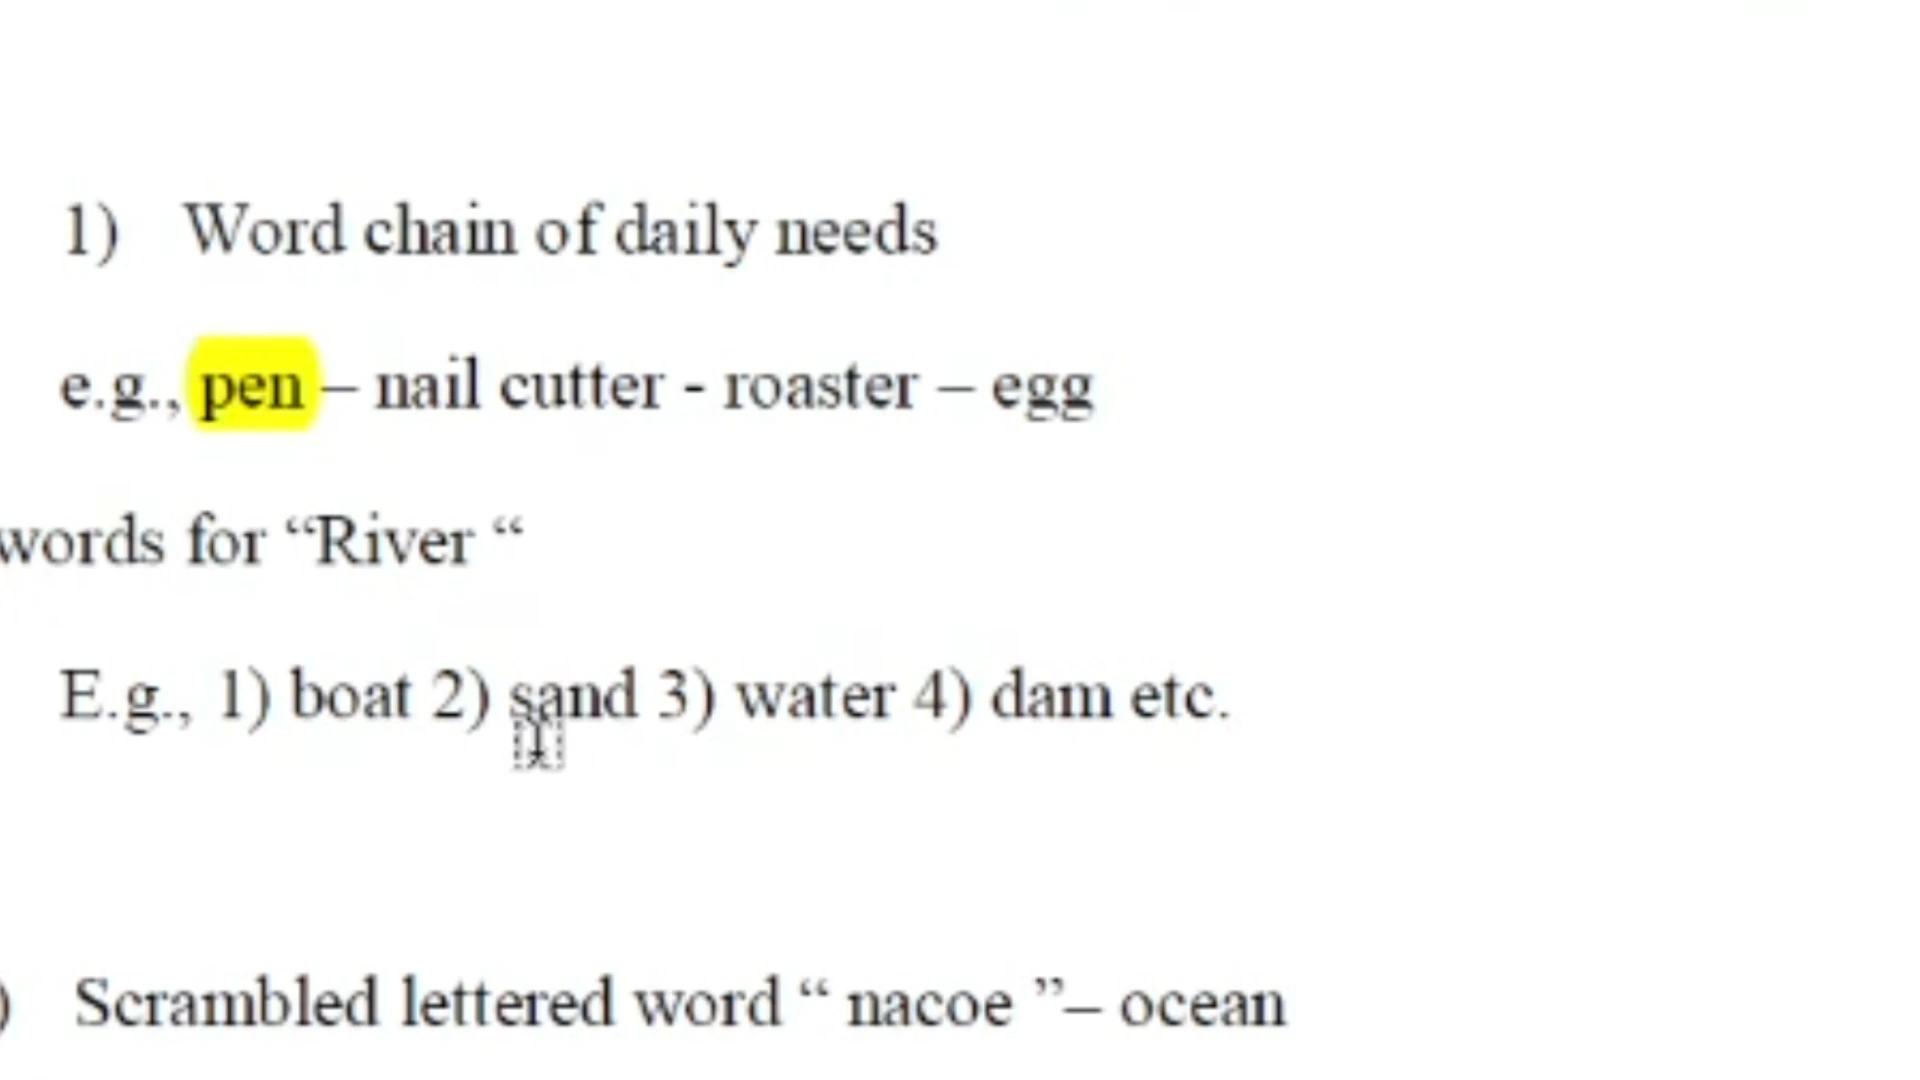 1) Word chain of daily needs
e.g., pen – nail cutter - roaster – egg
words for “River “
E.g., 1) boat 2) sand 3) water 4) dam etc.
) Scrambled lettered word “ nacoe ”– ocean